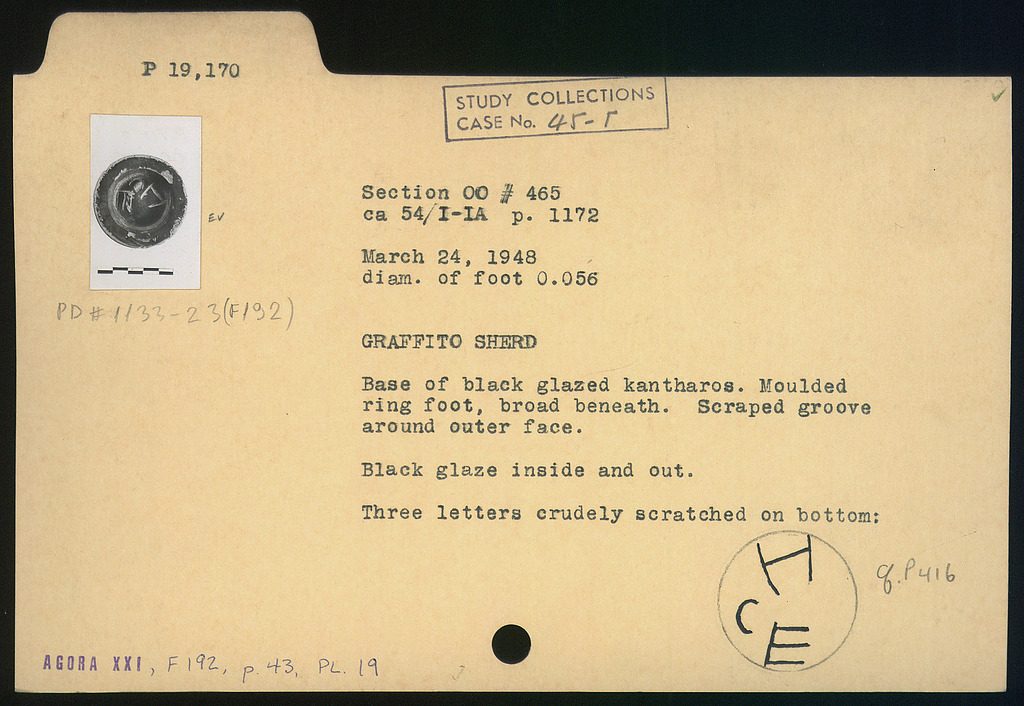 P 19,170
STUDY COLLECTIONS
CASE No. 45-5
EV
PD # 1133-23 (F192)
Section OO # 465
ca 54/I-IA p. 1172
March 24, 1948
diam. of foot 0.056
GRAFFITO SHERD
Base of black glazed kantharos. Moulded
ring foot, broad beneath. Scraped groove
around outer face.
Black glaze inside and out.
Three letters crudely scratched on bottom:
H
C
E
P416
AGORA XXI, F 192, p. 43, PL. 19